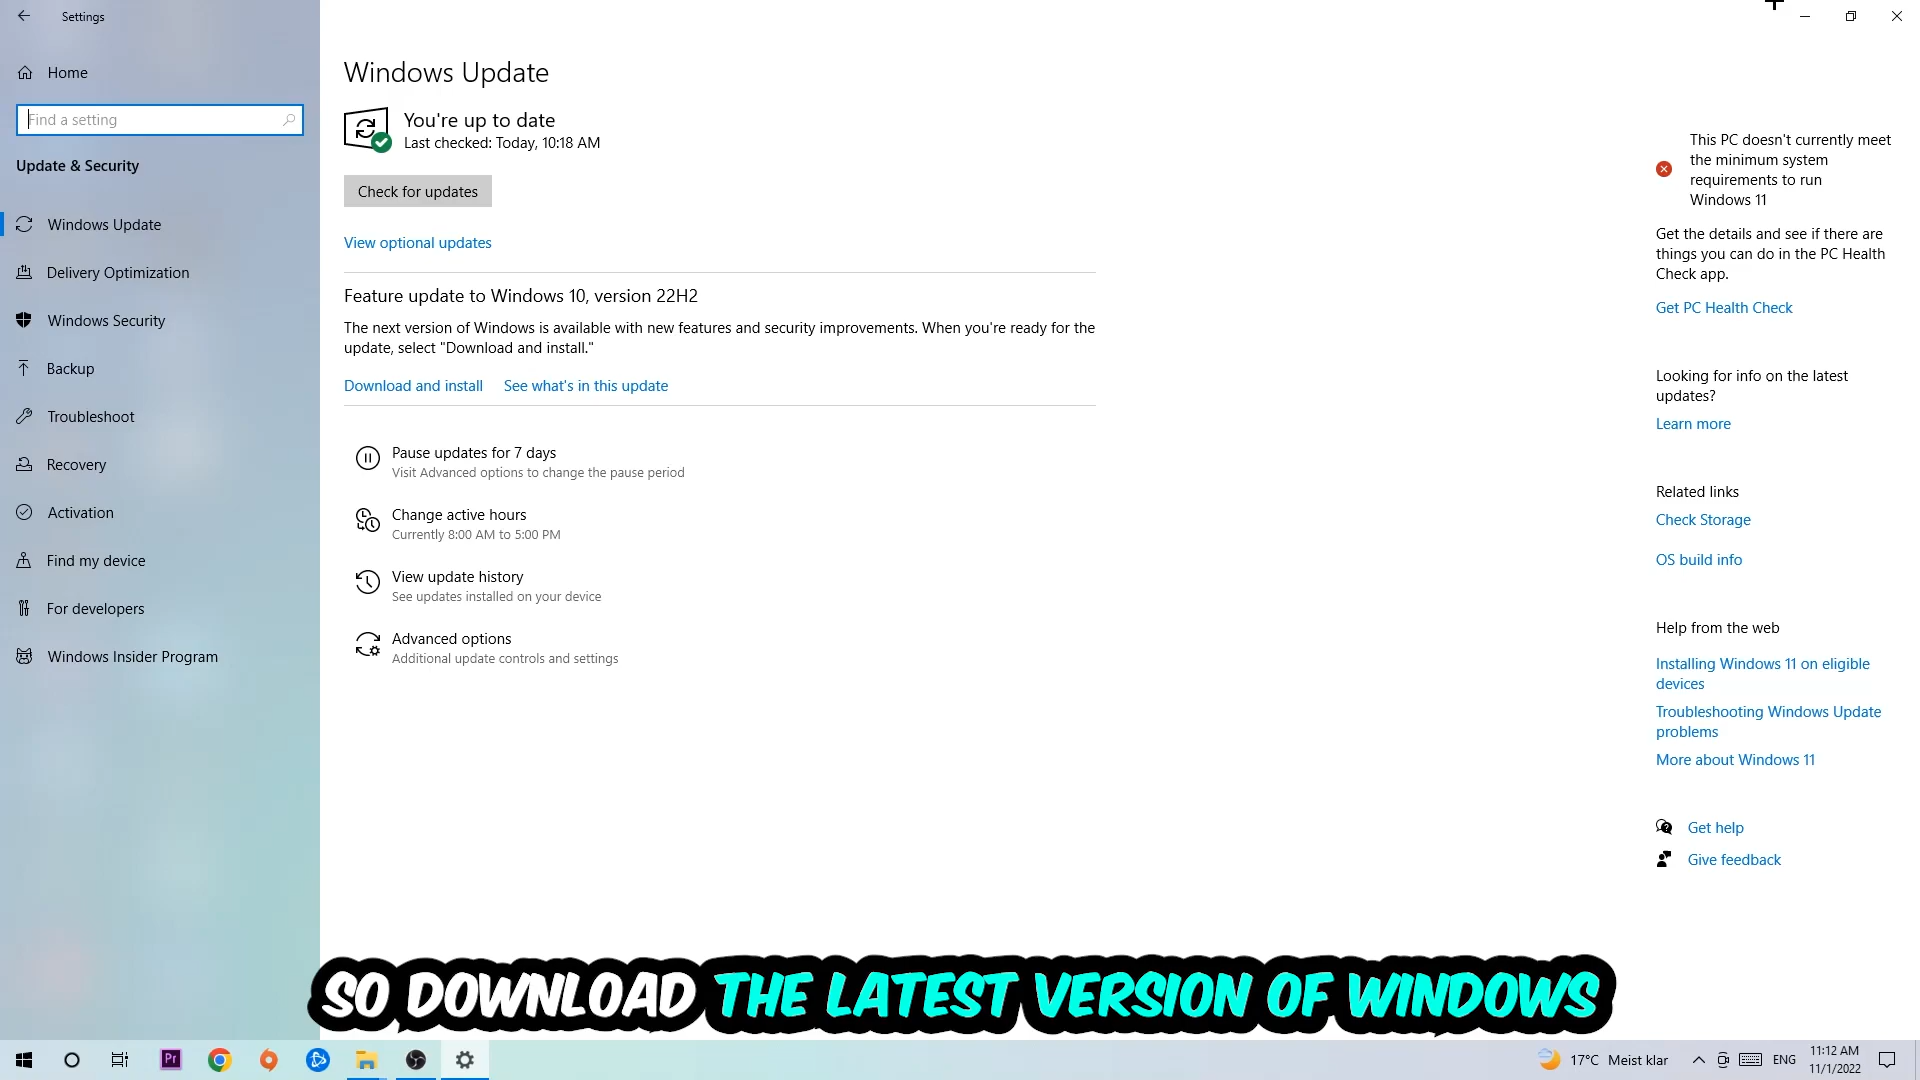 Settings
Home
Find a setting
Update & Security
Windows Update
Delivery Optimization
Windows Security
Backup
Troubleshoot
Recovery
Activation
Find my device
For developers
Windows Insider Program
Windows Update
You're up to date
Last checked: Today, 10:18 AM
Check for updates
View optional updates
Feature update to Windows 10, version 22H2
The next version of Windows is available with new features and security improvements. When you're ready for the
update, select "Download and install."
Download and install See what's in this update
Pause updates for 7 days
Visit Advanced options to change the pause period
Change active hours
Currently 8:00 AM to 5:00 PM
View update history
See updates installed on your device
Advanced options
Additional update controls and settings
This PC doesn't currently meet
the minimum system
requirements to run
Windows 11
Get the details and see if there are
things you can do in the PC Health
Check app.
Get PC Health Check
Looking for info on the latest
updates?
Learn more
Related links
Check Storage
OS build info
Help from the web
Installing Windows 11 on eligible
devices
Troubleshooting Windows Update
problems
More about Windows 11
Get help
Give feedback
SO DOWNLOAD THE LATEST VERSION OF WINDOWS
Pr
17°C Meist klar
ENG
11:12 AM
11/1/2022